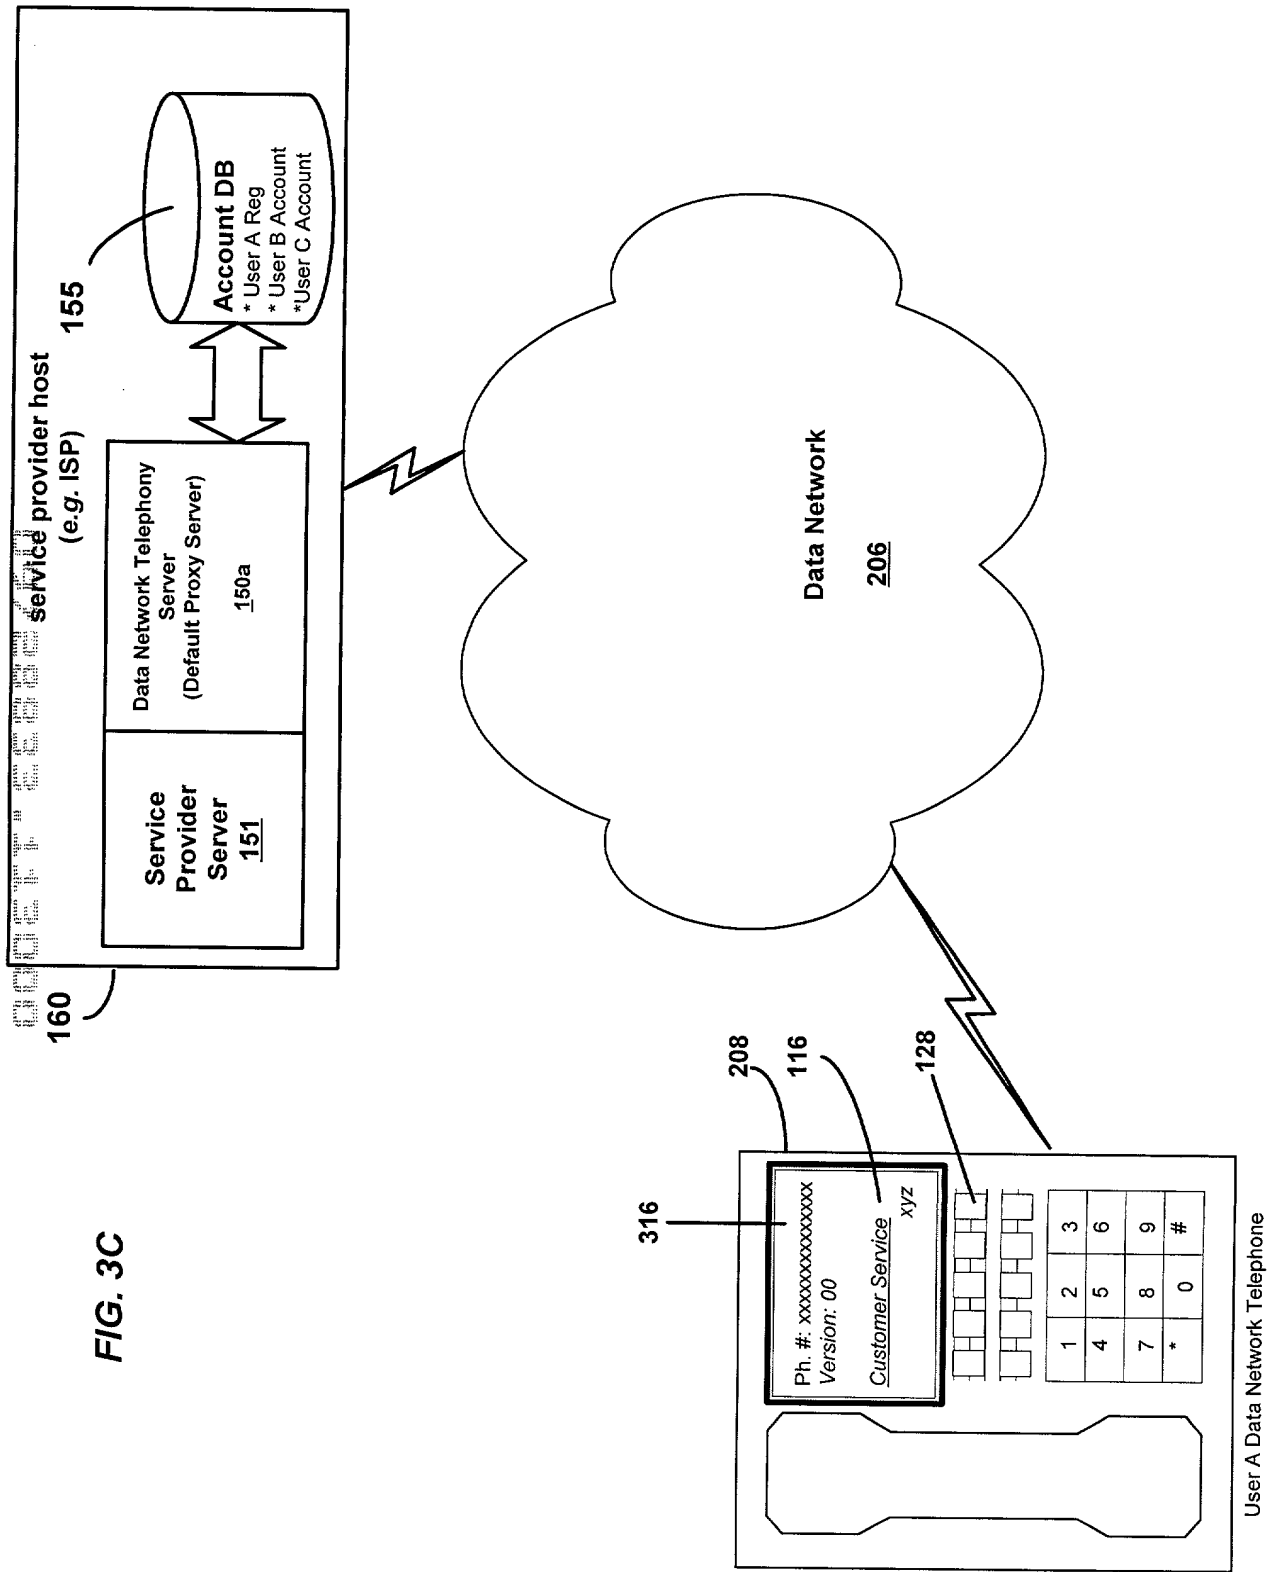 FIG. 3C
160
service provider host
(e.g. ISP)
155
Service
Provider
Server
151
Data Network Telephony
Server
(Default Proxy Server)
150a
Account DB
* User A Reg
* User B Account
*User C Account
Data Network
206
208
316
116
128
Ph. #: xxxxxxxxxxxxxxx
Version: 00
Customer Service
xyz
1 2 3
4 5 6
7 8 9
* 0 #
User A Data Network Telephone